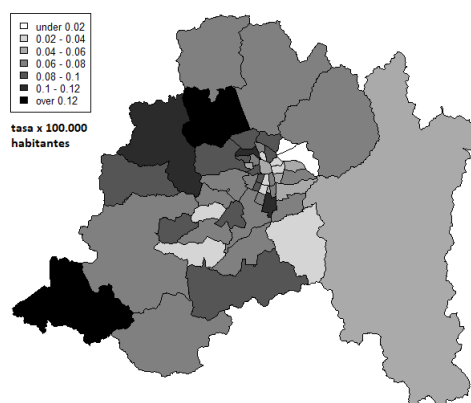 under 0.02
0.02 - 0.04
0.04 - 0.06
0.06 - 0.08
0.08 - 0.1
0.1 - 0.12
over 0.12
tasa x 100.000
habitantes